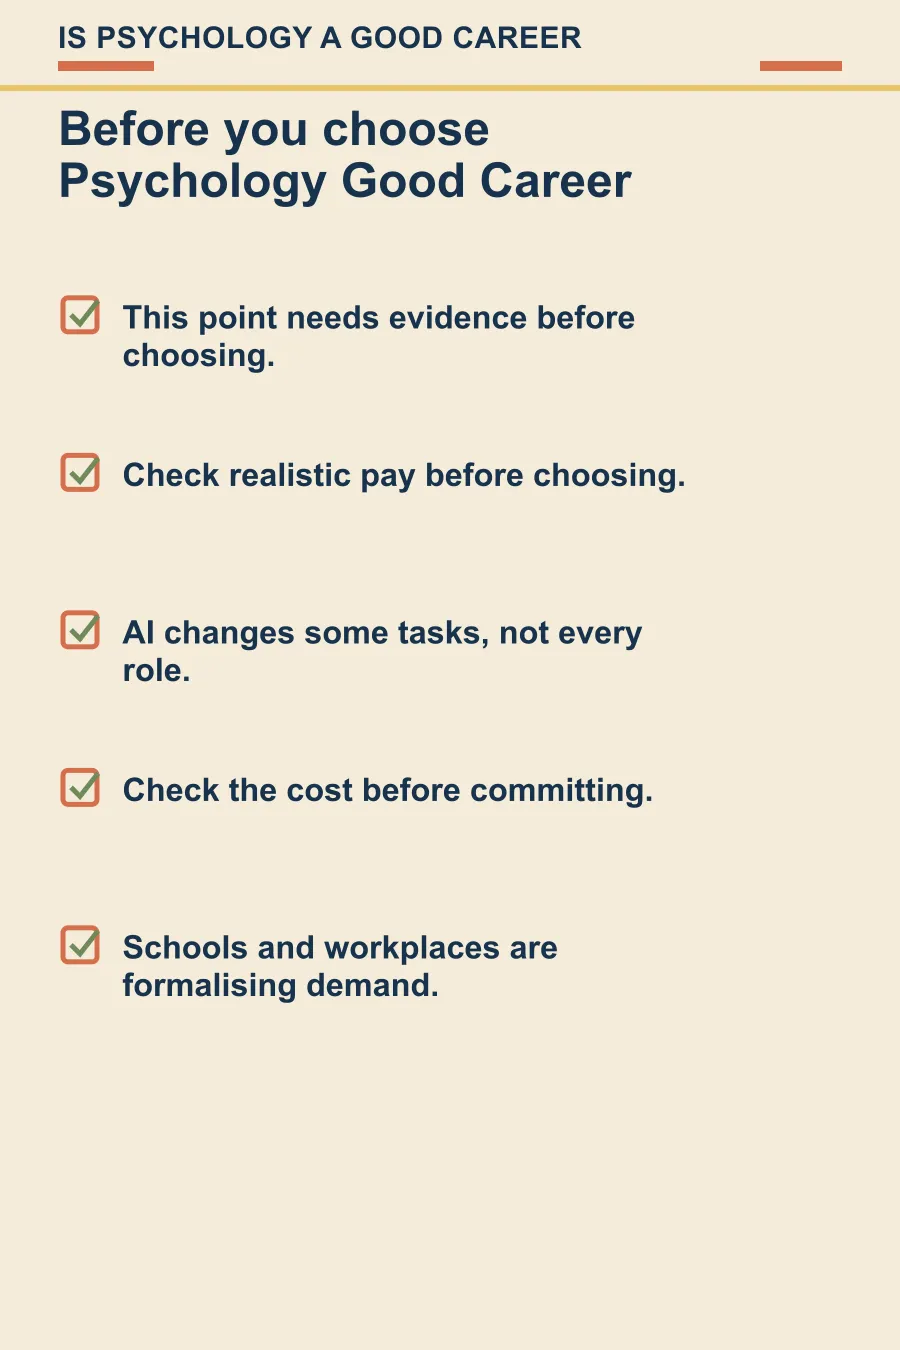 IS PSYCHOLOGY A GOOD CAREER
Before you choose
Psychology Good Career
This point needs evidence before
choosing.
Check realistic pay before choosing.
AI changes some tasks, not every
role.
Check the cost before committing.
Schools and workplaces are
formalising demand.